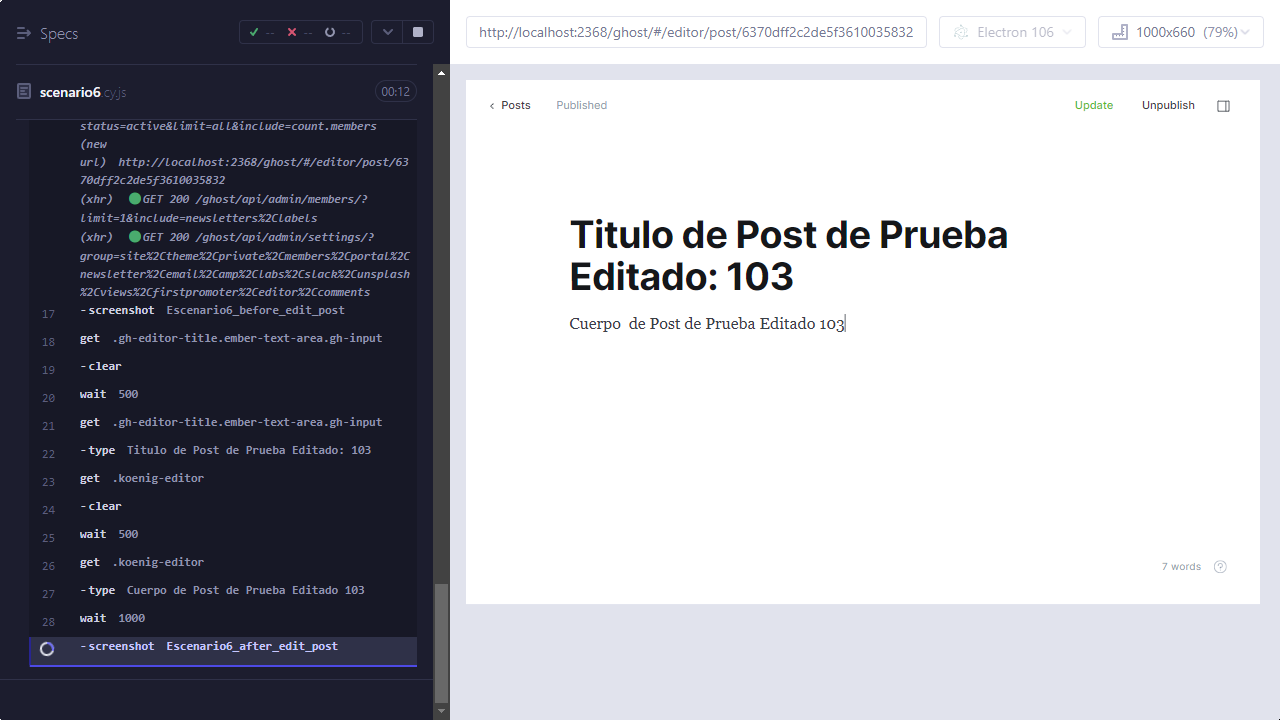 Specs
-- -- --
scenario6.cy.js 00:12
status=active&limit=all&include=count.members
(new
url) http://localhost:2368/ghost/#/editor/post/63
70dff2c2de5f3610035832
(xhr) GET 200 /ghost/api/admin/members/?
limit=1&include=newsletters%2Clabels
(xhr) GET 200 /ghost/api/admin/settings/?
group=site%2Ctheme%2Cprivate%2Cmembers%2Cportal%2C
newsletter%2Cemail%2Camp%2Clabs%2Cslack%2Cunsplash
%2Cviews%2Cfirstpromoter%2Ceditor%2Ccomments
17 -screenshot Escenario6_before_edit_post
18 get .gh-editor-title.ember-text-area.gh-input
19 -clear
20 wait 500
21 get .gh-editor-title.ember-text-area.gh-input
22 -type Titulo de Post de Prueba Editado: 103
23 get .koenig-editor
24 -clear
25 wait 500
26 get .koenig-editor
27 -type Cuerpo de Post de Prueba Editado 103
28 wait 1000
-screenshot Escenario6_after_edit_post
http://localhost:2368/ghost/#/editor/post/6370dff2c2de5f3610035832
Electron 106
1000x660 (79%)
Posts Published Update Unpublish
Titulo de Post de Prueba
Editado: 103
Cuerpo de Post de Prueba Editado 103
7 words ?